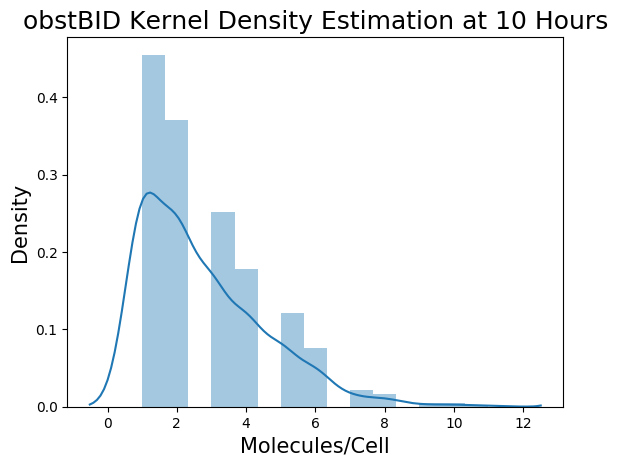 obstBID Kernel Density Estimation at 10 Hours
0.4
0.3
0.2
0.1
0.0
Density
0 2 4 6 8 10 12
Molecules/Cell